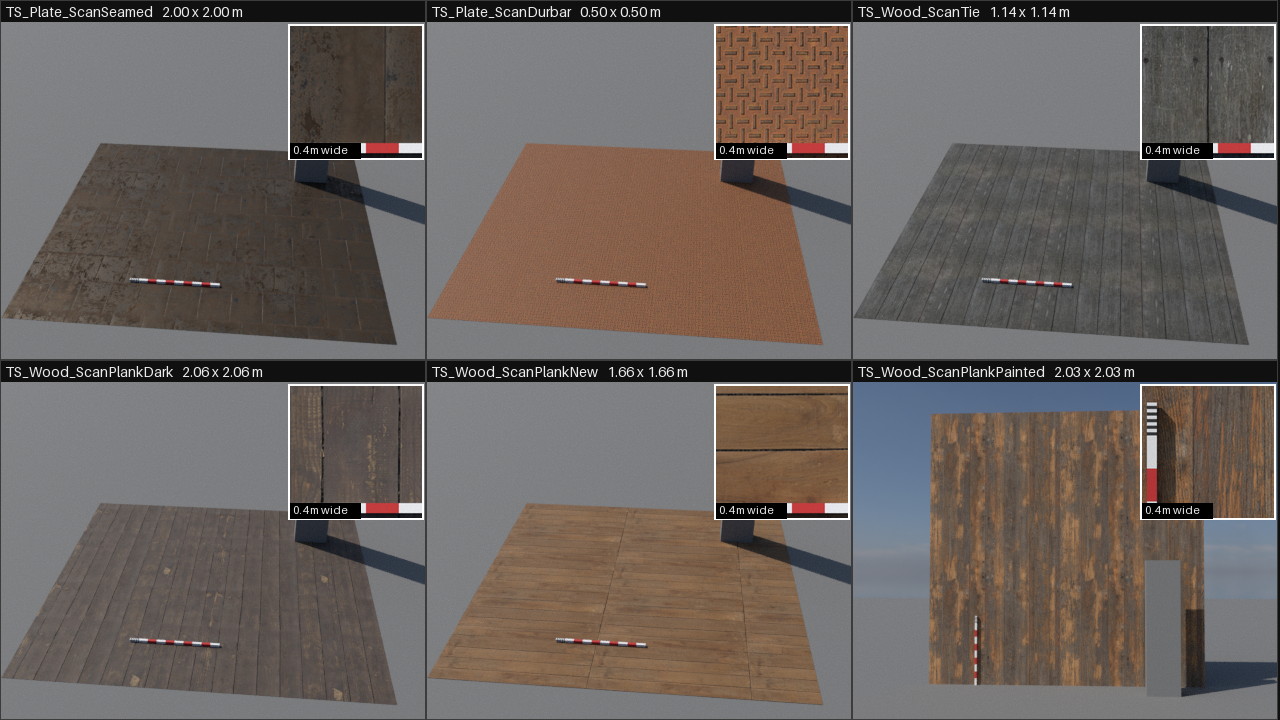 TS_Plate_ScanSeamed 2.00 x 2.00 m
0.4m wide
TS_Plate_ScanDurbar 0.50 x 0.50 m
0.4m wide
TS_Wood_ScanTie 1.14 x 1.14 m
0.4m wide
TS_Wood_ScanPlankDark 2.06 x 2.06 m
0.4m wide
TS_Wood_ScanPlankNew 1.66 x 1.66 m
0.4m wide
TS_Wood_ScanPlankPainted 2.03 x 2.03 m
0.4m wide